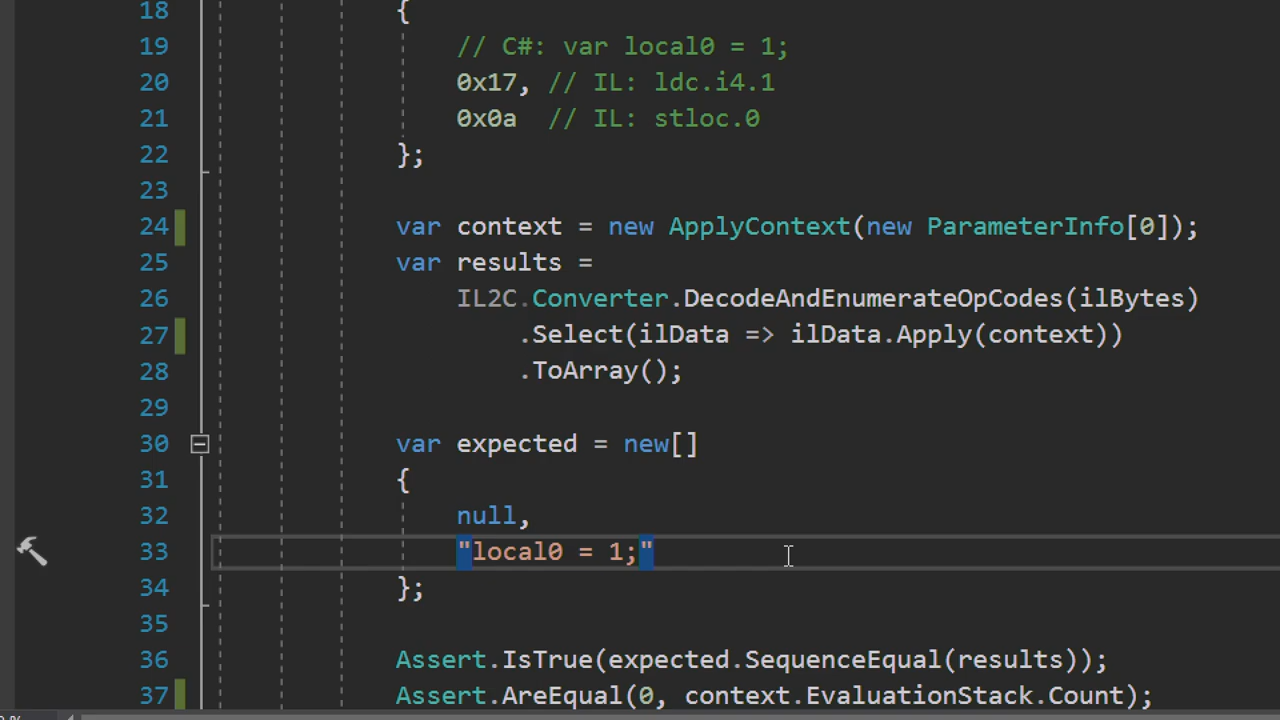 18 {
19 // C#: var local0 = 1;
20 0x17, // IL: ldc.i4.1
21 0x0a // IL: stloc.0
22 };
23
24 var context = new ApplyContext(new ParameterInfo[0]);
25 var results =
26 IL2C.Converter.DecodeAndEnumerateOpCodes(ilBytes)
27 .Select(ilData => ilData.Apply(context))
28 .ToArray();
29
30 var expected = new[]
31 {
32 null,
33 "local0 = 1;"
34 };
35
36 Assert.IsTrue(expected.SequenceEqual(results));
37 Assert.AreEqual(0, context.EvaluationStack.Count);